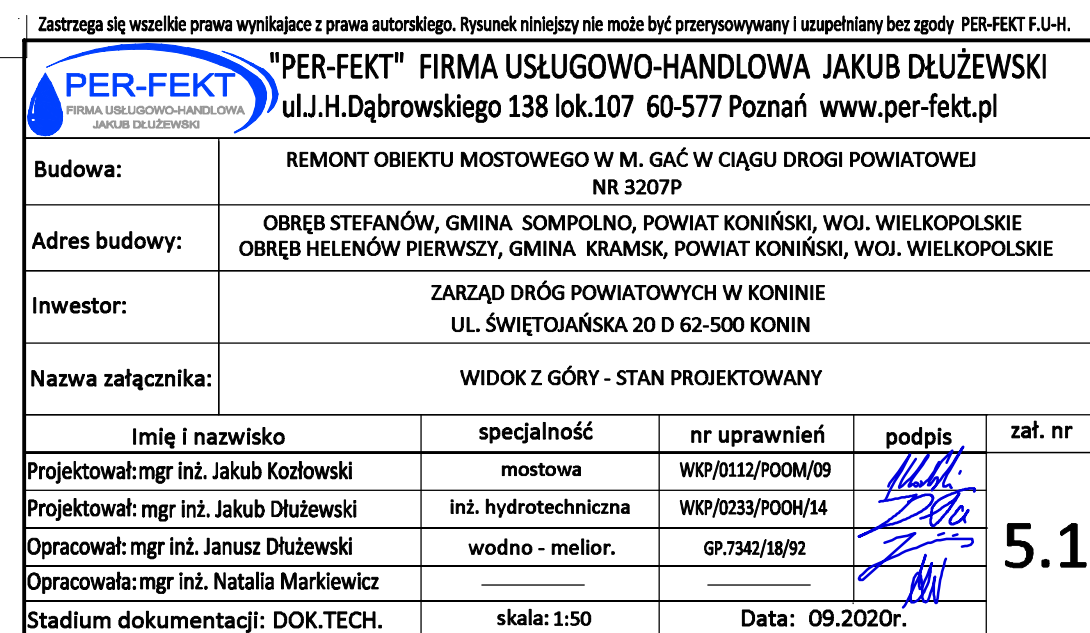 Zastrzega się wszelkie prawa wynikajace z prawa autorskiego. Rysunek niniejszy nie może być przerysowywany i uzupełniany bez zgody PER-FEKT F.U-H.
PER-FEKT
FIRMA USŁUGOWO-HANDLOWA
JAKUB DŁUŻEWSKI
"PER-FEKT" FIRMA USŁUGOWO-HANDLOWA JAKUB DŁUŻEWSKI
ul.J.H.Dąbrowskiego 138 lok.107 60-577 Poznań www.per-fekt.pl
Budowa:
REMONT OBIEKTU MOSTOWEGO W M. GAĆ W CIĄGU DROGI POWIATOWEJ
NR 3207P
Adres budowy:
OBRĘB STEFANÓW, GMINA SOMPOLNO, POWIAT KONIŃSKI, WOJ. WIELKOPOLSKIE
OBRĘB HELENÓW PIERWSZY, GMINA KRAMSK, POWIAT KONIŃSKI, WOJ. WIELKOPOLSKIE
Inwestor:
ZARZĄD DRÓG POWIATOWYCH W KONINIE
UL. ŚWIĘTOJAŃSKA 20 D 62-500 KONIN
Nazwa załącznika:
WIDOK Z GÓRY - STAN PROJEKTOWANY
Imię i nazwisko specjalność nr uprawnień podpis zał. nr
Projektował: mgr inż. Jakub Kozłowski mostowa WKP/0112/POOM/09
Projektował: mgr inż. Jakub Dłużewski inż. hydrotechniczna WKP/0233/POOH/14
Opracował: mgr inż. Janusz Dłużewski wodno - melior. GP.7342/18/92
5.1
Opracowała: mgr inż. Natalia Markiewicz
Stadium dokumentacji: DOK.TECH. skala: 1:50 Data: 09.2020r.